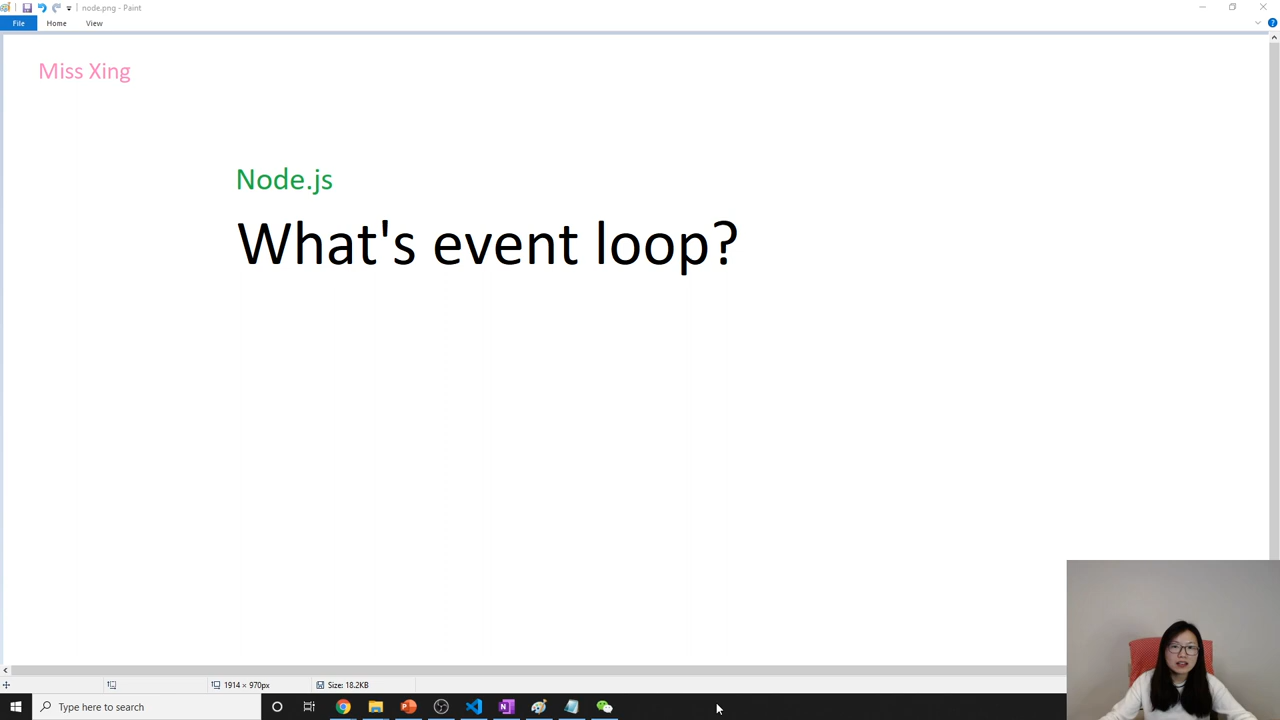 node.png - Paint
File Home View
Miss Xing
Node.js
What's event loop?
1914 × 970px
Size: 18.2KB
Type here to search